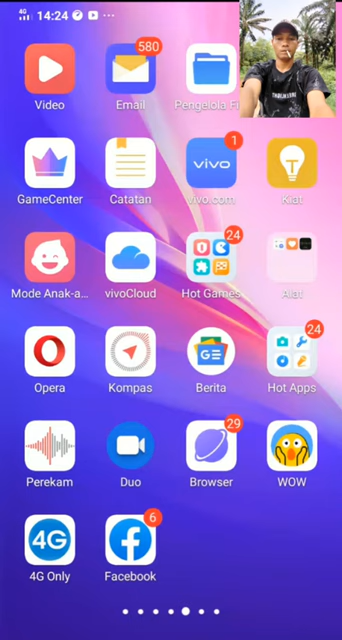 4G 14:24
580
Video Email Pengelola Fi
1
vivo
GameCenter Catatan vivo.com Kiat
24
Mode Anak-a... vivoCloud Hot Games Alat
24
GE
Opera Kompas Berita Hot Apps
29
Perekam Duo Browser WOW
6
4G
4G Only Facebook